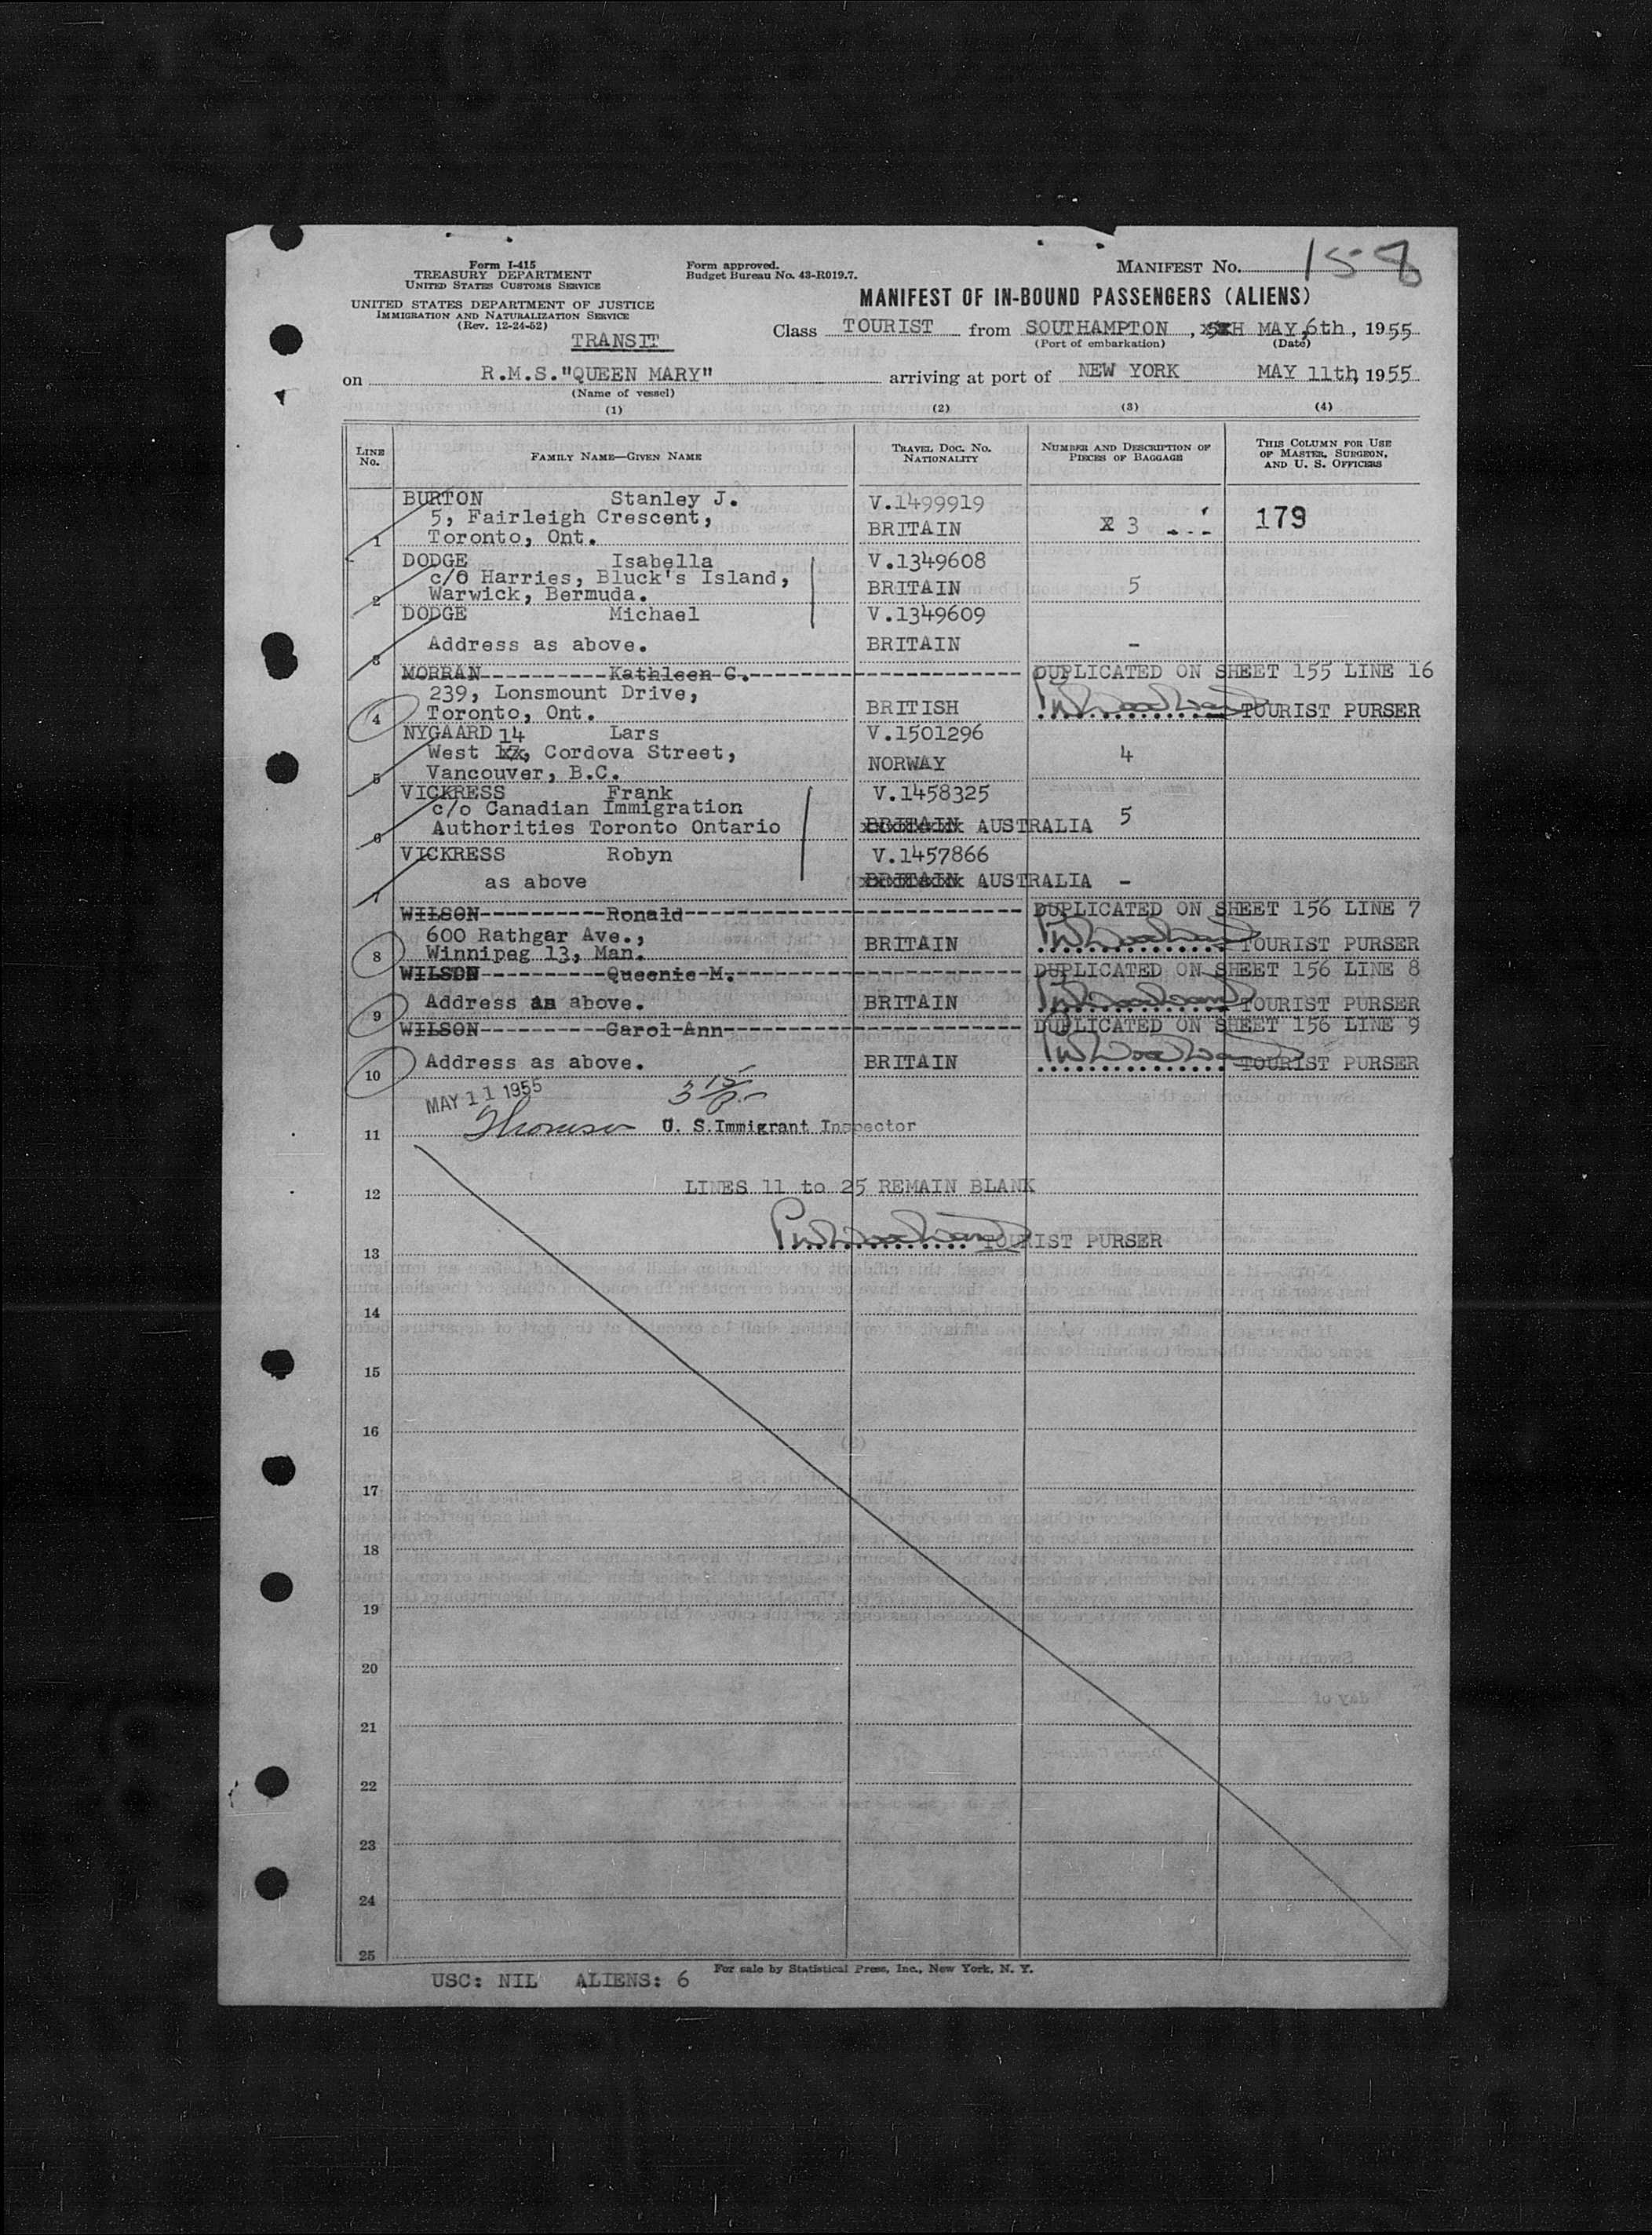 Form I-415
TREASURY DEPARTMENT
UNITED STATES CUSTOMS SERVICE
UNITED STATES DEPARTMENT OF JUSTICE
IMMIGRATION AND NATURALIZATION SERVICE
(Rev. 12-24-52)
TRANSIT
Form approved.
Budget Bureau No. 43-R019.7.
MANIFEST No. 158
MANIFEST OF IN-BOUND PASSENGERS (ALIENS)
Class TOURIST from SOUTHAMPTON, MAY, 6th, 1955
(Port of embarkation) (Date)
on R.M.S."QUEEN MARY" arriving at port of NEW YORK MAY 11th, 1955
(Name of vessel)
(1) (2) (3) (4)
LINE No. FAMILY NAME—GIVEN NAME TRAVEL DOC. No. NATIONALITY NUMBER AND DESCRIPTION OF PIECES OF BAGGAGE THIS COLUMN FOR USE OF MASTER, SURGEON, AND U. S. OFFICERS
BURTON Stanley J. V.1499919
5, Fairleigh Crescent, BRITAIN 3 179
1 Toronto, Ont.
DODGE Isabella V.1349608
c/o Harries, Bluck's Island, BRITAIN 5
2 Warwick, Bermuda.
DODGE Michael V.1349609
3 Address as above. BRITAIN -
MORRAN----------Kathleen G.---------- DUPLICATED ON SHEET 155 LINE 16
239, Lonsmount Drive,
4 Toronto, Ont. BRITISH TOURIST PURSER
NYGAARD 14 Lars V.1501296
West , Cordova Street, NORWAY 4
5 Vancouver, B.C.
VICKRESS Frank V.1458325
c/o Canadian Immigration 5
6 Authorities Toronto Ontario BRITAIN AUSTRALIA
VICKRESS Robyn V.1457866
7 as above BRITAIN AUSTRALIA -
WILSON----------Ronald---------- DUPLICATED ON SHEET 156 LINE 7
600 Rathgar Ave.,
8 Winnipeg 13, Man. BRITAIN TOURIST PURSER
WILSON----------Queenie M.---------- DUPLICATED ON SHEET 156 LINE 8
9 Address as above. BRITAIN TOURIST PURSER
WILSON----------Carol Ann---------- DUPLICATED ON SHEET 156 LINE 9
10 Address as above. BRITAIN TOURIST PURSER
MAY 11 1955
11 U. S. Immigrant Inspector
12 LINES 11 to 25 REMAIN BLANK
13 TOURIST PURSER
14
15
16
17
18
19
20
21
22
23
24
25
USC: NIL ALIENS: 6
For sale by Statistical Press, Inc., New York, N. Y.